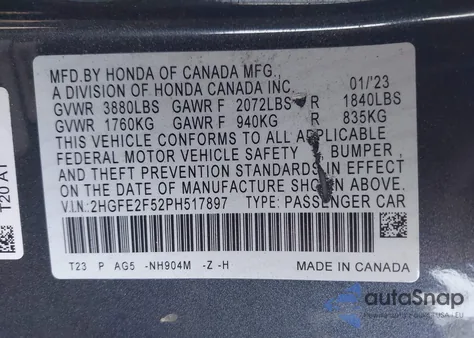 MFD.BY HONDA OF CANADA MFG.,
A DIVISION OF HONDA CANADA INC. 01/'23
GVWR 3880LBS GAWR F 2072LBS R 1840LBS
GVWR 1760KG GAWR F 940KG R 835KG
THIS VEHICLE CONFORMS TO ALL APPLICABLE
FEDERAL MOTOR VEHICLE SAFETY, BUMPER,
AND THEFT PREVENTION STANDARDS IN EFFECT
ON THE DATE OF MANUFACTURE SHOWN ABOVE.
V.I.N.: 2HGFE2F52PH517897 TYPE: PASSENGER CAR
T23 P AG5 -NH904M -Z -H MADE IN CANADA
T20 A1
autoSnap